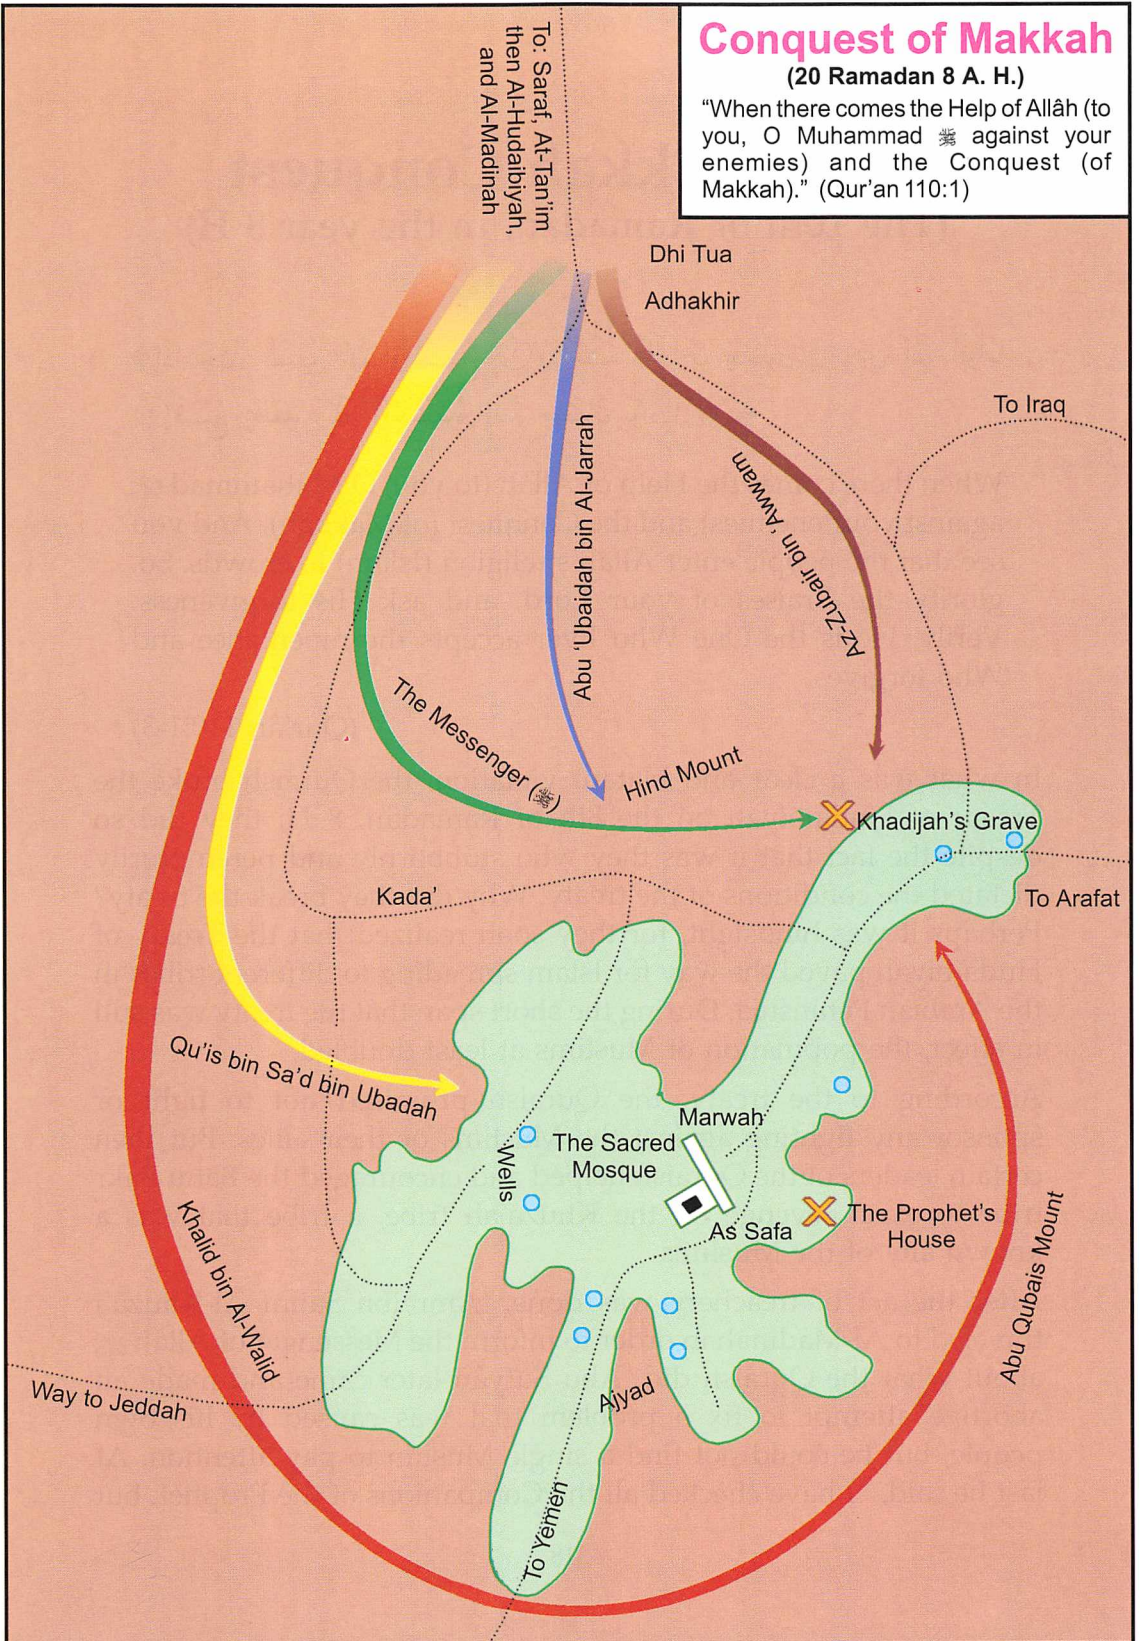 Conquest of Makkah
(20 Ramadan 8 A. H.)
“When there comes the Help of Allâh (to
you, O Muhammad ﷺ against your
enemies) and the Conquest (of
Makkah).” (Qur’an 110:1)
To: Saraf, At-Tan’im
then Al-Hudaibiyah,
and Al-Madinah
Dhi Tua
Adhakhir
To Iraq
Abu ‘Ubaidah bin Al-Jarrah
Az-Zubair bin ‘Awwam
The Messenger (ﷺ)
Hind Mount
Khadijah’s Grave
Kada’
To Arafat
Qu’is bin Sa’d bin Ubadah
Marwah
The Sacred
Mosque
Wells
As Safa
The Prophet’s
House
Khalid bin Al-Walid
Abu Qubais Mount
Way to Jeddah
Ajyad
To Yemen